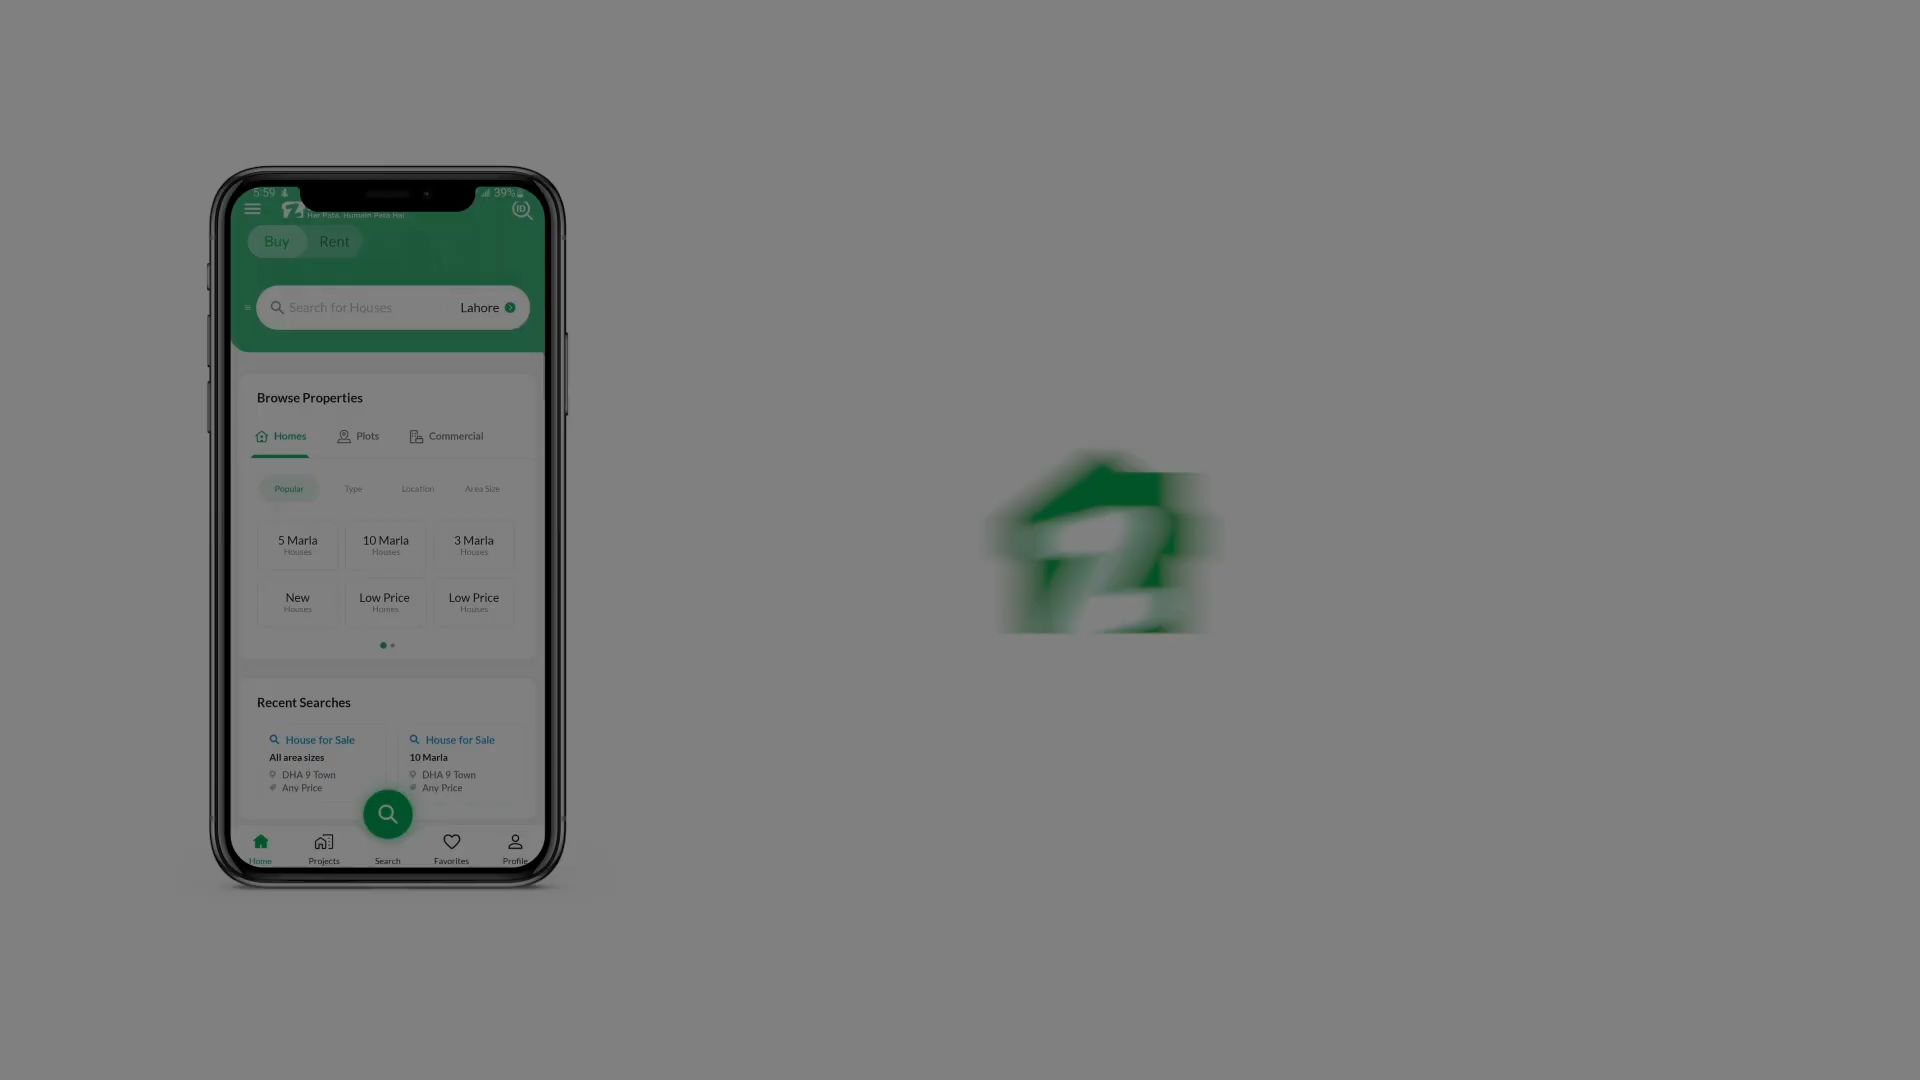 5:59
39%
Har Pata, Humain Pata Hai
ID
Buy Rent
Search for Houses Lahore
Browse Properties
Homes Plots Commercial
Popular Type Location Area Size
5 Marla 10 Marla 3 Marla
Houses Houses Houses
New Low Price Low Price
Houses Homes Houses
Recent Searches
House for Sale House for Sale
All area sizes 10 Marla
DHA 9 Town DHA 9 Town
Any Price Any Price
Home Projects Search Favorites Profile